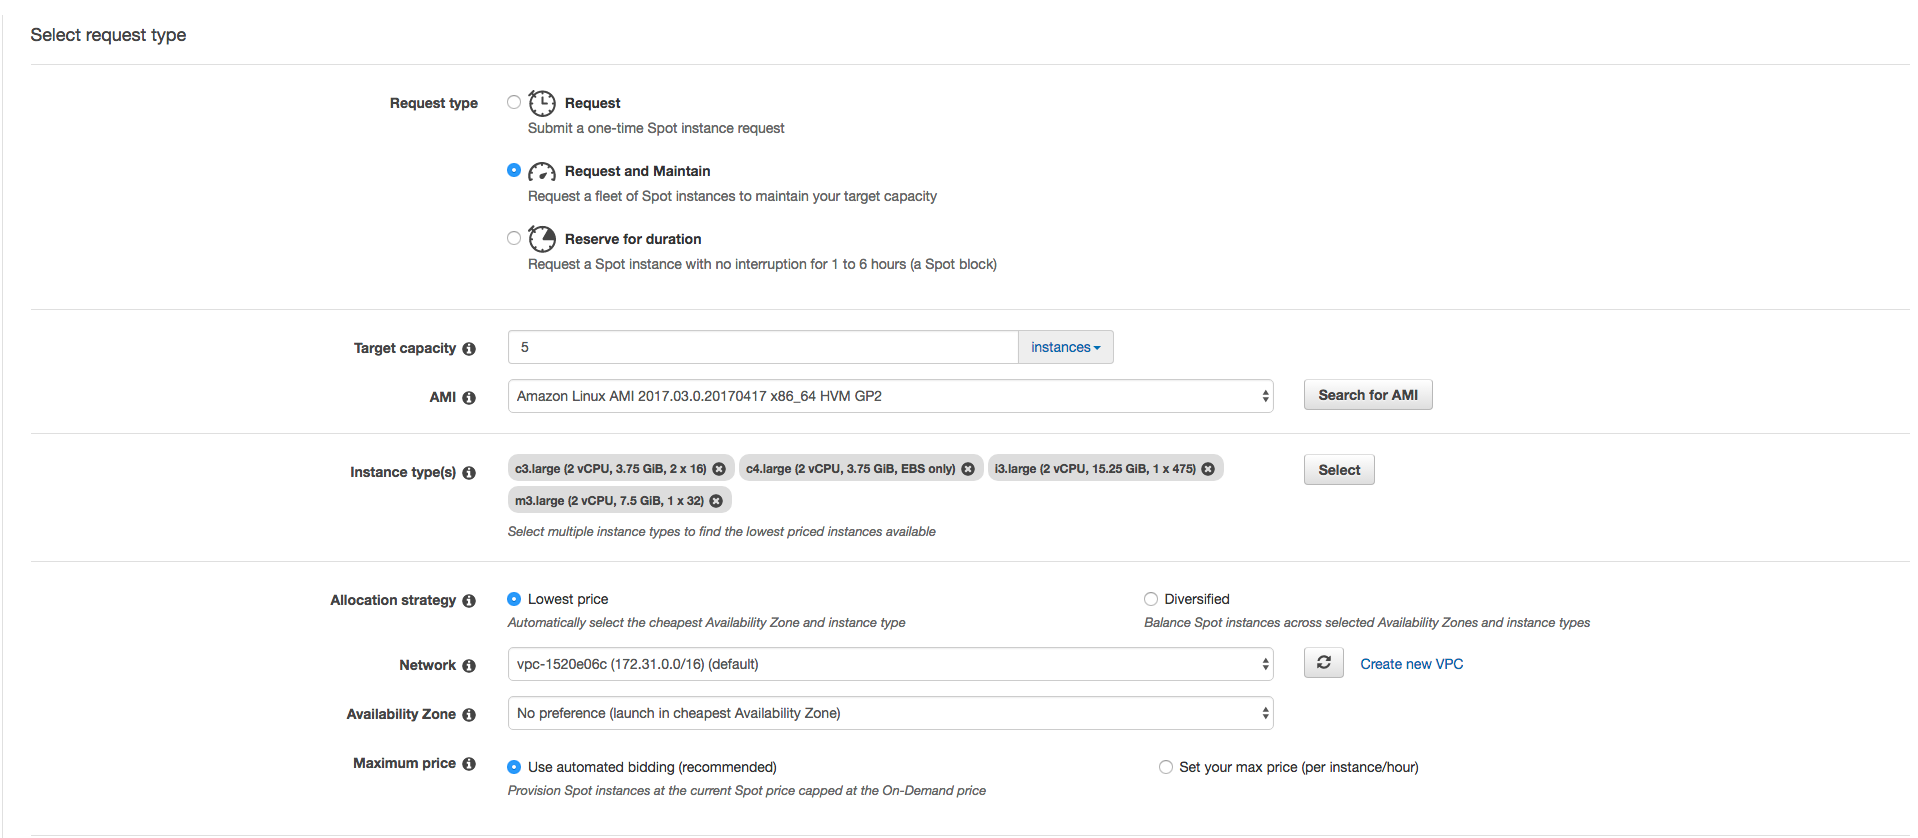 Select request type
Request type
Request
Submit a one-time Spot instance request
Request and Maintain
Request a fleet of Spot instances to maintain your target capacity
Reserve for duration
Request a Spot instance with no interruption for 1 to 6 hours (a Spot block)
Target capacity
5
instances
AMI
Amazon Linux AMI 2017.03.0.20170417 x86_64 HVM GP2
Search for AMI
Instance type(s)
c3.large (2 vCPU, 3.75 GiB, 2 x 16)
c4.large (2 vCPU, 3.75 GiB, EBS only)
i3.large (2 vCPU, 15.25 GiB, 1 x 475)
Select
m3.large (2 vCPU, 7.5 GiB, 1 x 32)
Select multiple instance types to find the lowest priced instances available
Allocation strategy
Lowest price
Automatically select the cheapest Availability Zone and instance type
Diversified
Balance Spot instances across selected Availability Zones and instance types
Network
vpc-1520e06c (172.31.0.0/16) (default)
Create new VPC
Availability Zone
No preference (launch in cheapest Availability Zone)
Maximum price
Use automated bidding (recommended)
Provision Spot instances at the current Spot price capped at the On-Demand price
Set your max price (per instance/hour)